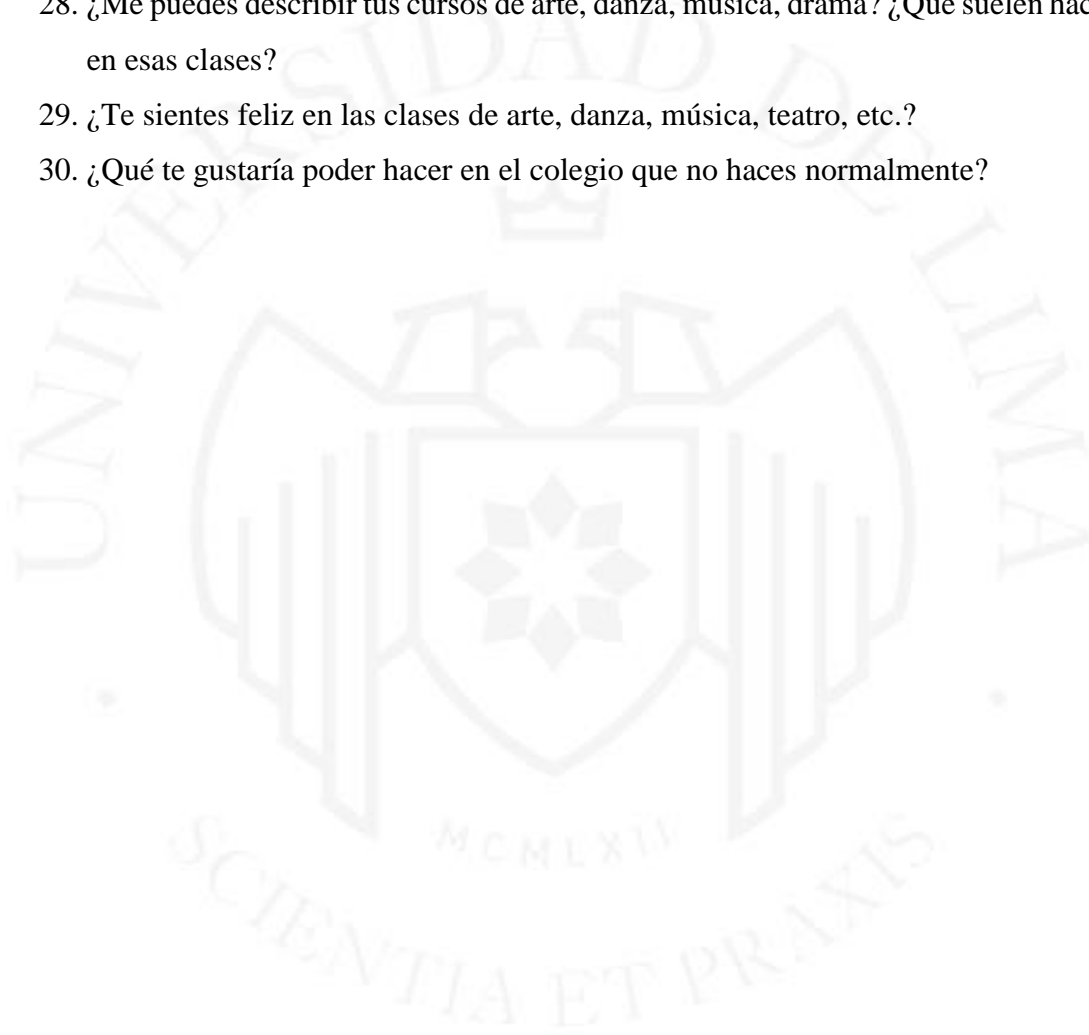 28. ¿Me puedes describir tus cursos de arte, danza, música, drama? ¿Qué suelen hac
en esas clases?
29. ¿Te sientes feliz en las clases de arte, danza, música, teatro, etc.?
30. ¿Qué te gustaría poder hacer en el colegio que no haces normalmente?
UNIVERSIDAD DE LIMA
MCMLXII
SCIENTIA ET PRAXIS